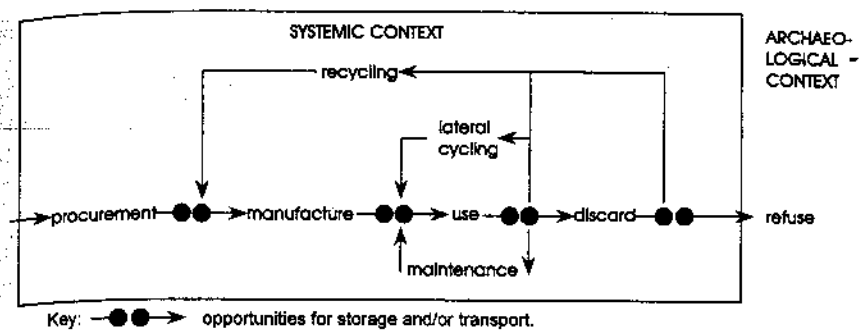 SYSTEMIC CONTEXT
ARCHAEO-
LOGICAL -
CONTEXT
recycling
lateral
cycling
procurement manufacture use discard refuse
maintenance
Key: opportunities for storage and/or transport.